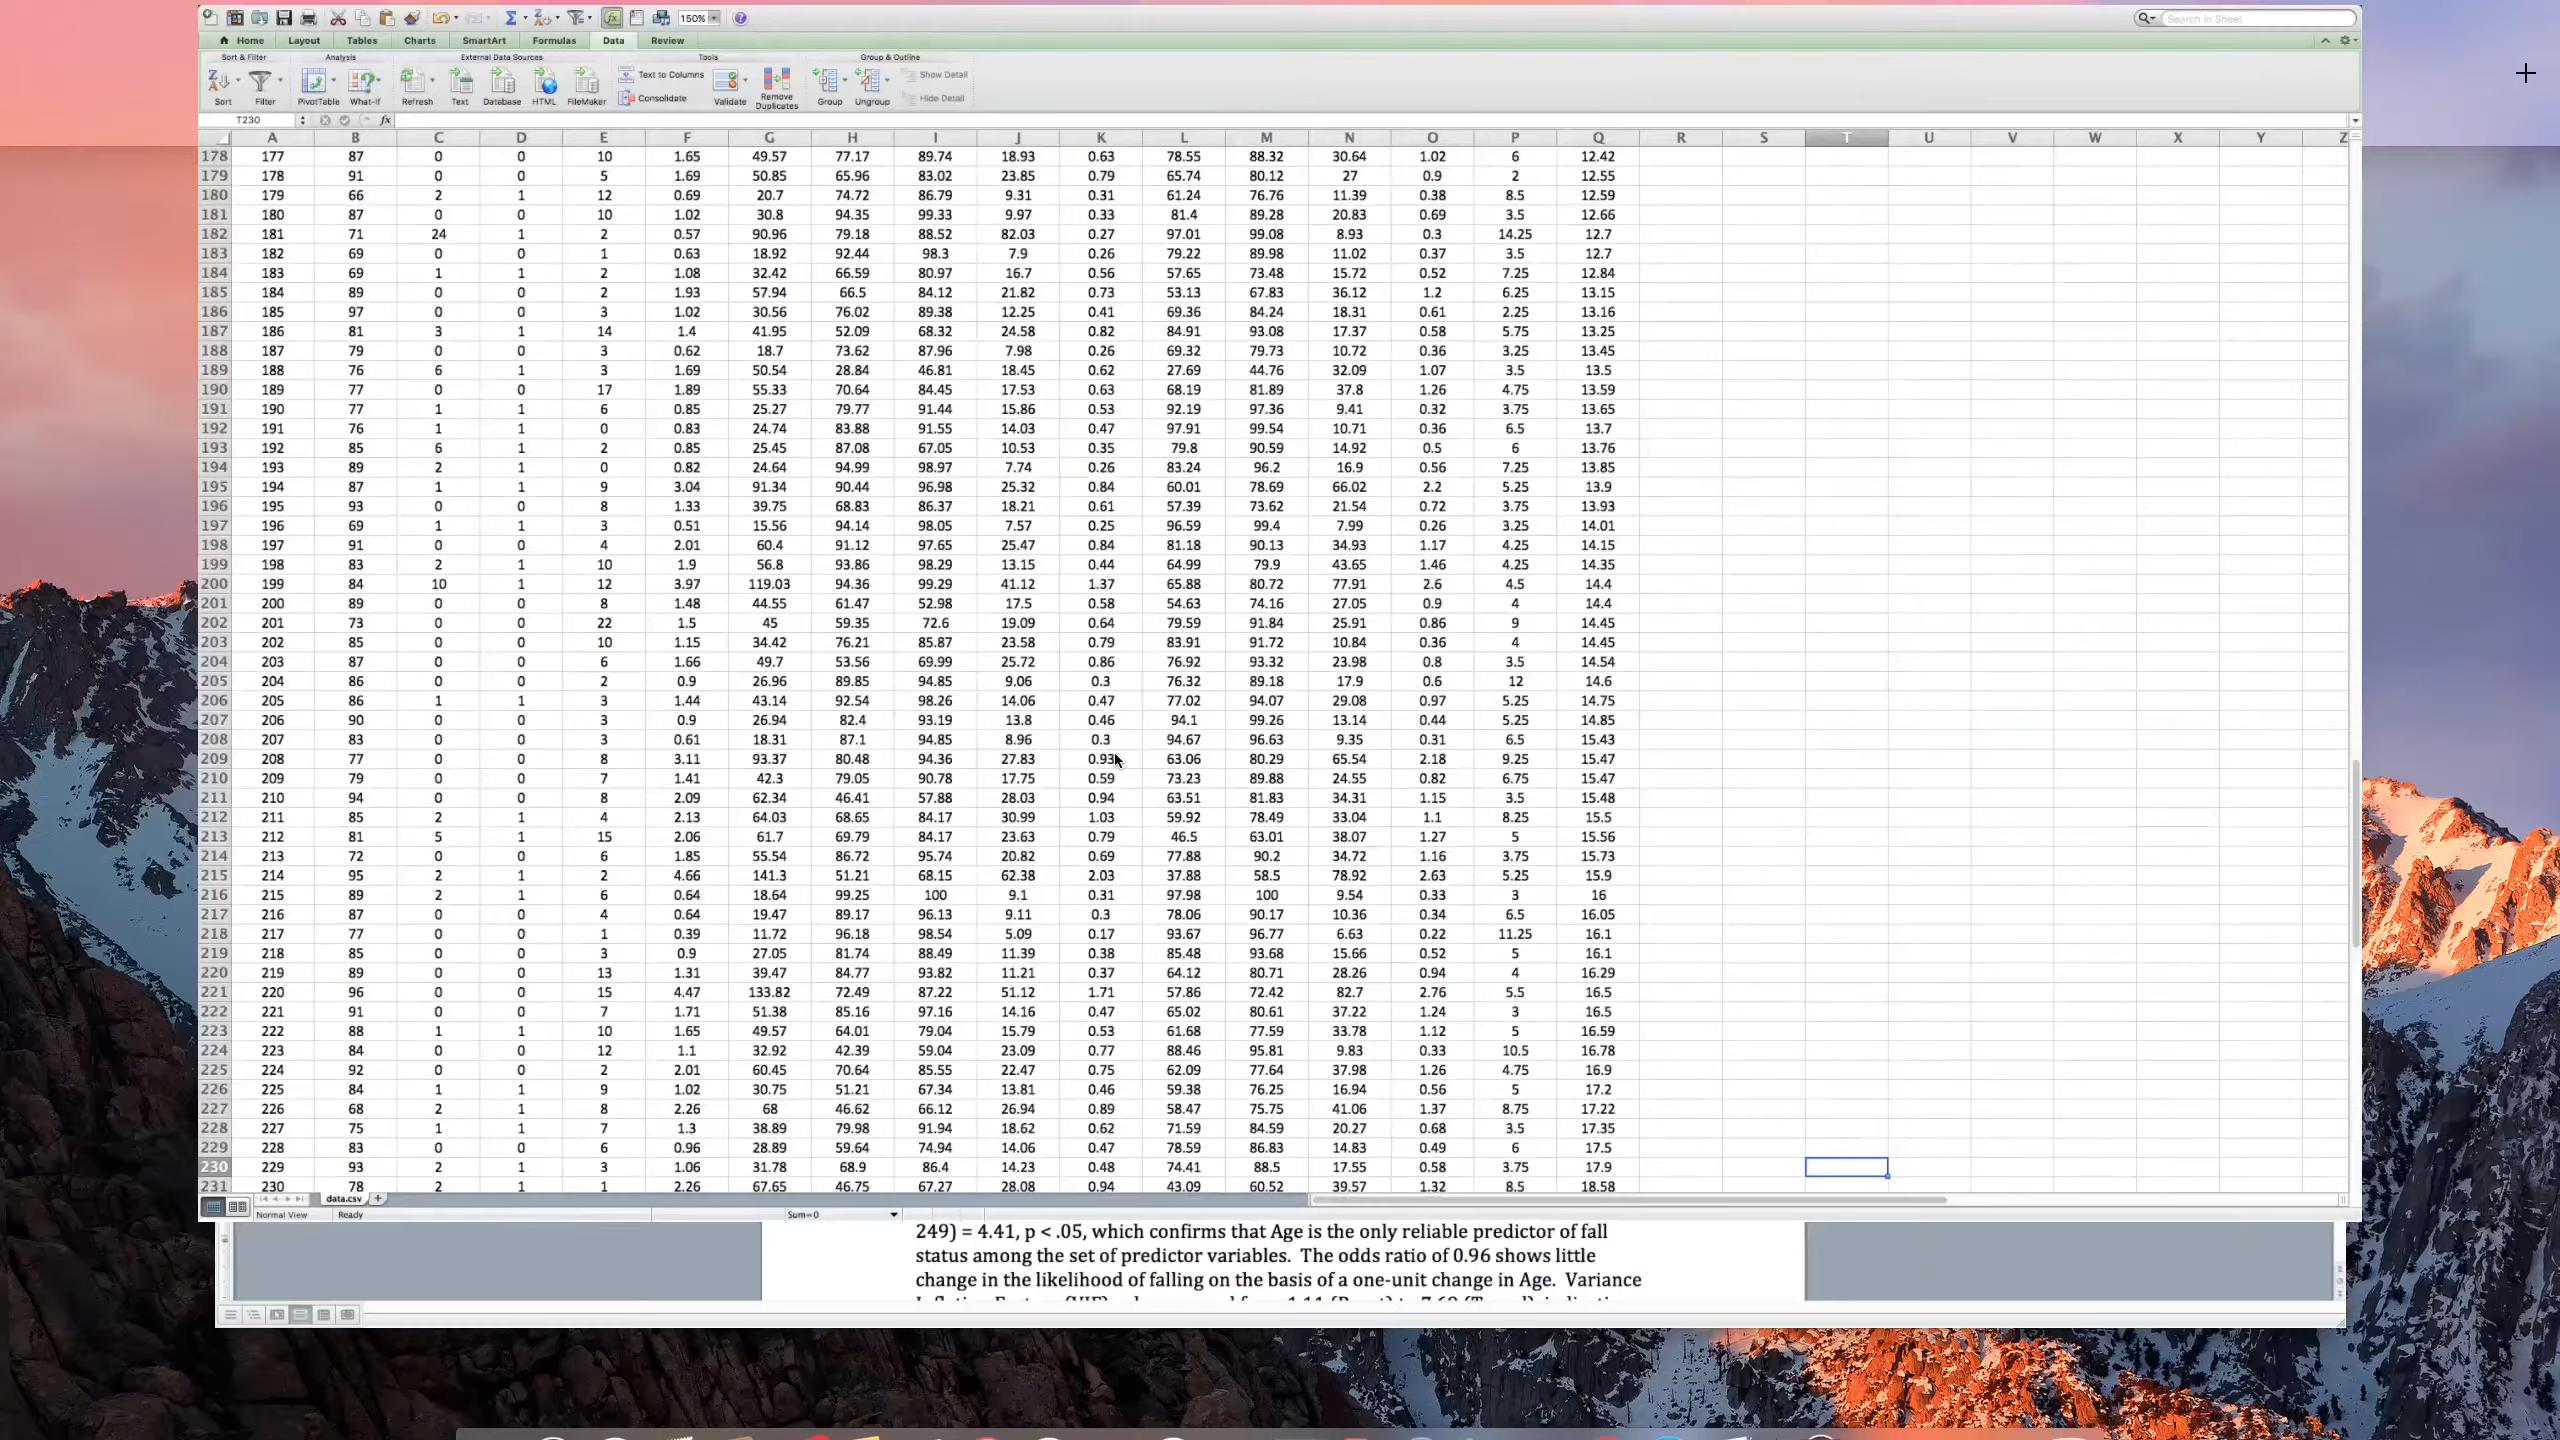 150%
Search in Sheet
Home Layout Tables Charts SmartArt Formulas Data Review
Sort & Filter Analysis External Data Sources Tools Group & Outline
Text to Columns Show Detail
Consolidate Hide Detail
Sort Filter PivotTable What-If Refresh Text Database HTML FileMaker Validate Remove Duplicates Group Ungroup
T230 fx
A B C D E F G H I J K L M N O P Q R S T U V W X Y Z
178 177 87 0 0 10 1.65 49.57 77.17 89.74 18.93 0.63 78.55 88.32 30.64 1.02 6 12.42
179 178 91 0 0 5 1.69 50.85 65.96 83.02 23.85 0.79 65.74 80.12 27 0.9 2 12.55
180 179 66 2 1 12 0.69 20.7 74.72 86.79 9.31 0.31 61.24 76.76 11.39 0.38 8.5 12.59
181 180 87 0 0 10 1.02 30.8 94.35 99.33 9.97 0.33 81.4 89.28 20.83 0.69 3.5 12.66
182 181 71 24 1 2 0.57 90.96 79.18 88.52 82.03 0.27 97.01 99.08 8.93 0.3 14.25 12.7
183 182 69 0 0 1 0.63 18.92 92.44 98.3 7.9 0.26 79.22 89.98 11.02 0.37 3.5 12.7
184 183 69 1 1 2 1.08 32.42 66.59 80.97 16.7 0.56 57.65 73.48 15.72 0.52 7.25 12.84
185 184 89 0 0 2 1.93 57.94 66.5 84.12 21.82 0.73 53.13 67.83 36.12 1.2 6.25 13.15
186 185 97 0 0 3 1.02 30.56 76.02 89.38 12.25 0.41 69.36 84.24 18.31 0.61 2.25 13.16
187 186 81 3 1 14 1.4 41.95 52.09 68.32 24.58 0.82 84.91 93.08 17.37 0.58 5.75 13.25
188 187 79 0 0 3 0.62 18.7 73.62 87.96 7.98 0.26 69.32 79.73 10.72 0.36 3.25 13.45
189 188 76 6 1 3 1.69 50.54 28.84 46.81 18.45 0.62 27.69 44.76 32.09 1.07 3.5 13.5
190 189 77 0 0 17 1.89 55.33 70.64 84.45 17.53 0.63 68.19 81.89 37.8 1.26 4.75 13.59
191 190 77 1 1 6 0.85 25.27 79.77 91.44 15.86 0.53 92.19 97.36 9.41 0.32 3.75 13.65
192 191 76 1 1 0 0.83 24.74 83.88 91.55 14.03 0.47 97.91 99.54 10.71 0.36 6.5 13.7
193 192 85 6 1 2 0.85 25.45 87.08 67.05 10.53 0.35 79.8 90.59 14.92 0.5 6 13.76
194 193 89 2 1 0 0.82 24.64 94.99 98.97 7.74 0.26 83.24 96.2 16.9 0.56 7.25 13.85
195 194 87 1 1 9 3.04 91.34 90.44 96.98 25.32 0.84 60.01 78.69 66.02 2.2 5.25 13.9
196 195 93 0 0 8 1.33 39.75 68.83 86.37 18.21 0.61 57.39 73.62 21.54 0.72 3.75 13.93
197 196 69 1 1 3 0.51 15.56 94.14 98.05 7.57 0.25 96.59 99.4 7.99 0.26 3.25 14.01
198 197 91 0 0 4 2.01 60.4 91.12 97.65 25.47 0.84 81.18 90.13 34.93 1.17 4.25 14.15
199 198 83 2 1 10 1.9 56.8 93.86 98.29 13.15 0.44 64.99 79.9 43.65 1.46 4.25 14.35
200 199 84 10 1 12 3.97 119.03 94.36 99.29 41.12 1.37 65.88 80.72 77.91 2.6 4.5 14.4
201 200 89 0 0 8 1.48 44.55 61.47 52.98 17.5 0.58 54.63 74.16 27.05 0.9 4 14.4
202 201 73 0 0 22 1.5 45 59.35 72.6 19.09 0.64 79.59 91.84 25.91 0.86 9 14.45
203 202 85 0 0 10 1.15 34.42 76.21 85.87 23.58 0.79 83.91 91.72 10.84 0.36 4 14.45
204 203 87 0 0 6 1.66 49.7 53.56 69.99 25.72 0.86 76.92 93.32 23.98 0.8 3.5 14.54
205 204 86 0 0 2 0.9 26.96 89.85 94.85 9.06 0.3 76.32 89.18 17.9 0.6 12 14.6
206 205 86 1 1 3 1.44 43.14 92.54 98.26 14.06 0.47 77.02 94.07 29.08 0.97 5.25 14.75
207 206 90 0 0 3 0.9 26.94 82.4 93.19 13.8 0.46 94.1 99.26 13.14 0.44 5.25 14.85
208 207 83 0 0 3 0.61 18.31 87.1 94.85 8.96 0.3 94.67 96.63 9.35 0.31 6.5 15.43
209 208 77 0 0 8 3.11 93.37 80.48 94.36 27.83 0.93 63.06 80.29 65.54 2.18 9.25 15.47
210 209 79 0 0 7 1.41 42.3 79.05 90.78 17.75 0.59 73.23 89.88 24.55 0.82 6.75 15.47
211 210 94 0 0 8 2.09 62.34 46.41 57.88 28.03 0.94 63.51 81.83 34.31 1.15 3.5 15.48
212 211 85 2 1 4 2.13 64.03 68.65 84.17 30.99 1.03 59.92 78.49 33.04 1.1 8.25 15.5
213 212 81 5 1 15 2.06 61.7 69.79 84.17 23.63 0.79 46.5 63.01 38.07 1.27 5 15.56
214 213 72 0 0 6 1.85 55.54 86.72 95.74 20.82 0.69 77.88 90.2 34.72 1.16 3.75 15.73
215 214 95 2 1 2 4.66 141.3 51.21 68.15 62.38 2.03 37.88 58.5 78.92 2.63 5.25 15.9
216 215 89 2 1 6 0.64 18.64 99.25 100 9.1 0.31 97.98 100 9.54 0.33 3 16
217 216 87 0 0 4 0.64 19.47 89.17 96.13 9.11 0.3 78.06 90.17 10.36 0.34 6.5 16.05
218 217 77 0 0 1 0.39 11.72 96.18 98.54 5.09 0.17 93.67 96.77 6.63 0.22 11.25 16.1
219 218 85 0 0 3 0.9 27.05 81.74 88.49 11.39 0.38 85.48 93.68 15.66 0.52 5 16.1
220 219 89 0 0 13 1.31 39.47 84.77 93.82 11.21 0.37 64.12 80.71 28.26 0.94 4 16.29
221 220 96 0 0 15 4.47 133.82 72.49 87.22 51.12 1.71 57.86 72.42 82.7 2.76 5.5 16.5
222 221 91 0 0 7 1.71 51.38 85.16 97.16 14.16 0.47 65.02 80.61 37.22 1.24 3 16.5
223 222 88 1 1 10 1.65 49.57 64.01 79.04 15.79 0.53 61.68 77.59 33.78 1.12 5 16.59
224 223 84 0 0 12 1.1 32.92 42.39 59.04 23.09 0.77 88.46 95.81 9.83 0.33 10.5 16.78
225 224 92 0 0 2 2.01 60.45 70.64 85.55 22.47 0.75 62.09 77.64 37.98 1.26 4.75 16.9
226 225 84 1 1 9 1.02 30.75 51.21 67.34 13.81 0.46 59.38 76.25 16.94 0.56 5 17.2
227 226 68 2 1 8 2.26 68 46.62 66.12 26.94 0.89 58.47 75.75 41.06 1.37 8.75 17.22
228 227 75 1 1 7 1.3 38.89 79.98 91.94 18.62 0.62 71.59 84.59 20.27 0.68 3.5 17.35
229 228 83 0 0 6 0.96 28.89 59.64 74.94 14.06 0.47 78.59 86.83 14.83 0.49 6 17.5
230 229 93 2 1 3 1.06 31.78 68.9 86.4 14.23 0.48 74.41 88.5 17.55 0.58 3.75 17.9
231 230 78 2 1 1 2.26 67.65 46.75 67.27 28.08 0.94 43.09 60.52 39.57 1.32 8.5 18.58
data.csv
Normal View Ready Sum=0
249) = 4.41, p < .05, which confirms that Age is the only reliable predictor of fall
status among the set of predictor variables. The odds ratio of 0.96 shows little
change in the likelihood of falling on the basis of a one-unit change in Age. Variance